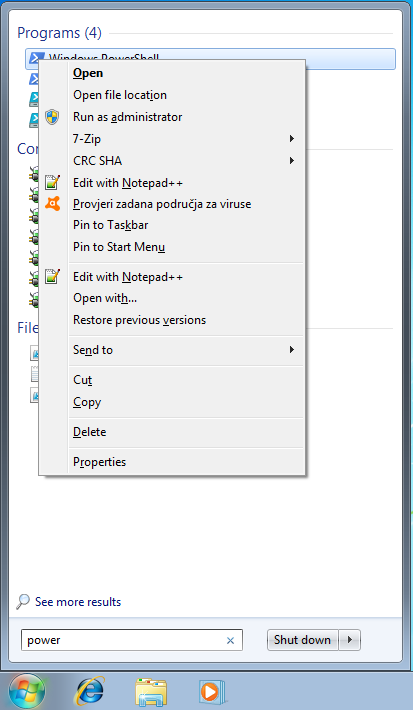 Programs (4)
Windows PowerShell
Open
Open file location
Run as administrator
7-Zip
CRC SHA
Con
Edit with Notepad++
Provjeri zadana područja za viruse
Pin to Taskbar
Pin to Start Menu
Edit with Notepad++
Open with...
Restore previous versions
File
Send to
Cut
Copy
Delete
Properties
See more results
power
Shut down